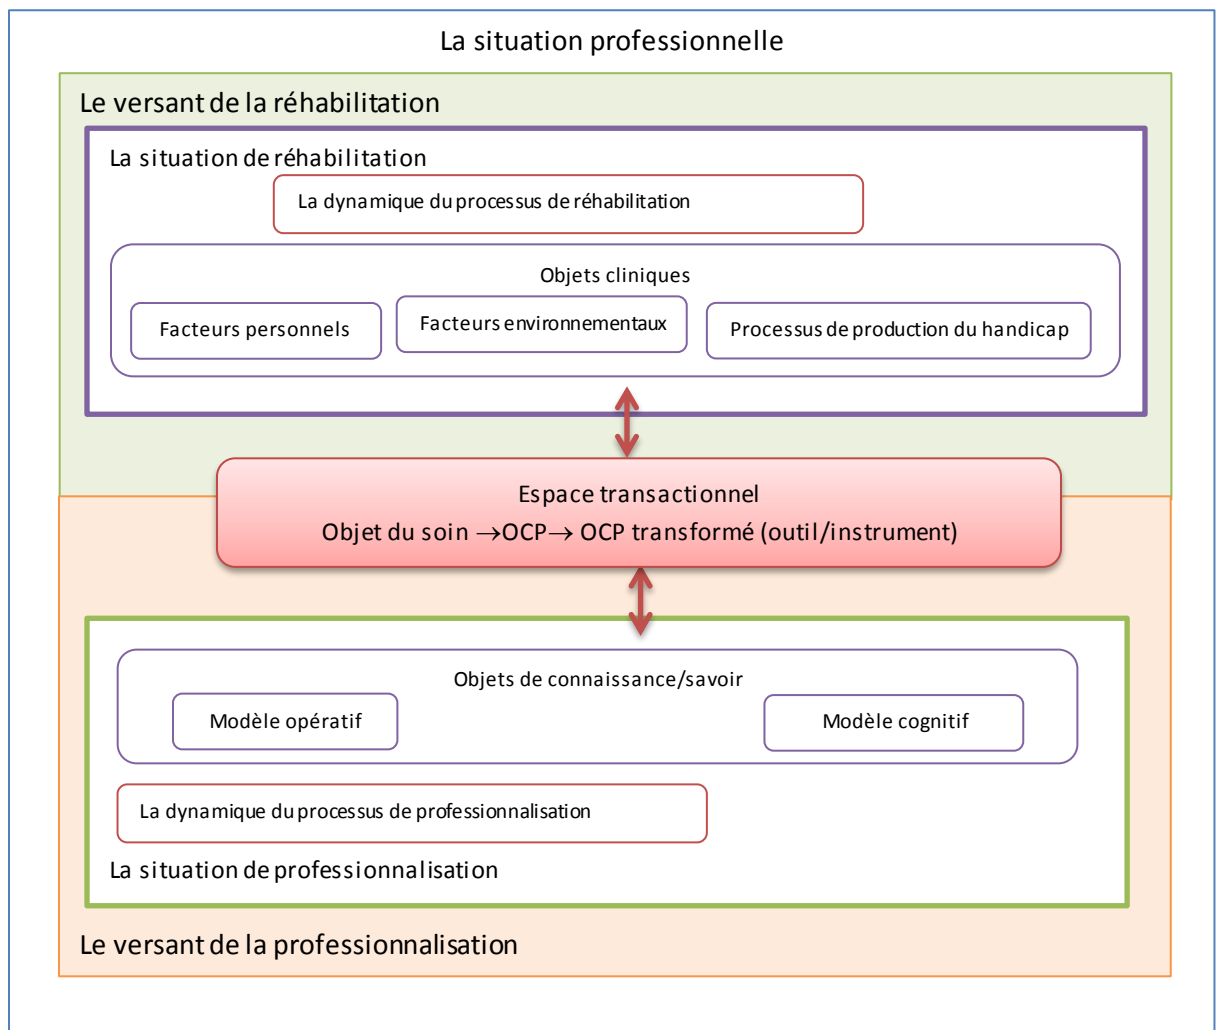 La situation professionnelle
Le versant de la réhabilitation
La situation de réhabilitation
La dynamique du processus de réhabilitation
Objets cliniques
Facteurs personnels
Facteurs environnementaux
Processus de production du handicap
Espace transactionnel
Objet du soin →OCP→ OCP transformé (outil/instrument)
Objets de connaissance/savoir
Modèle opératif
Modèle cognitif
La dynamique du processus de professionnalisation
La situation de professionnalisation
Le versant de la professionnalisation